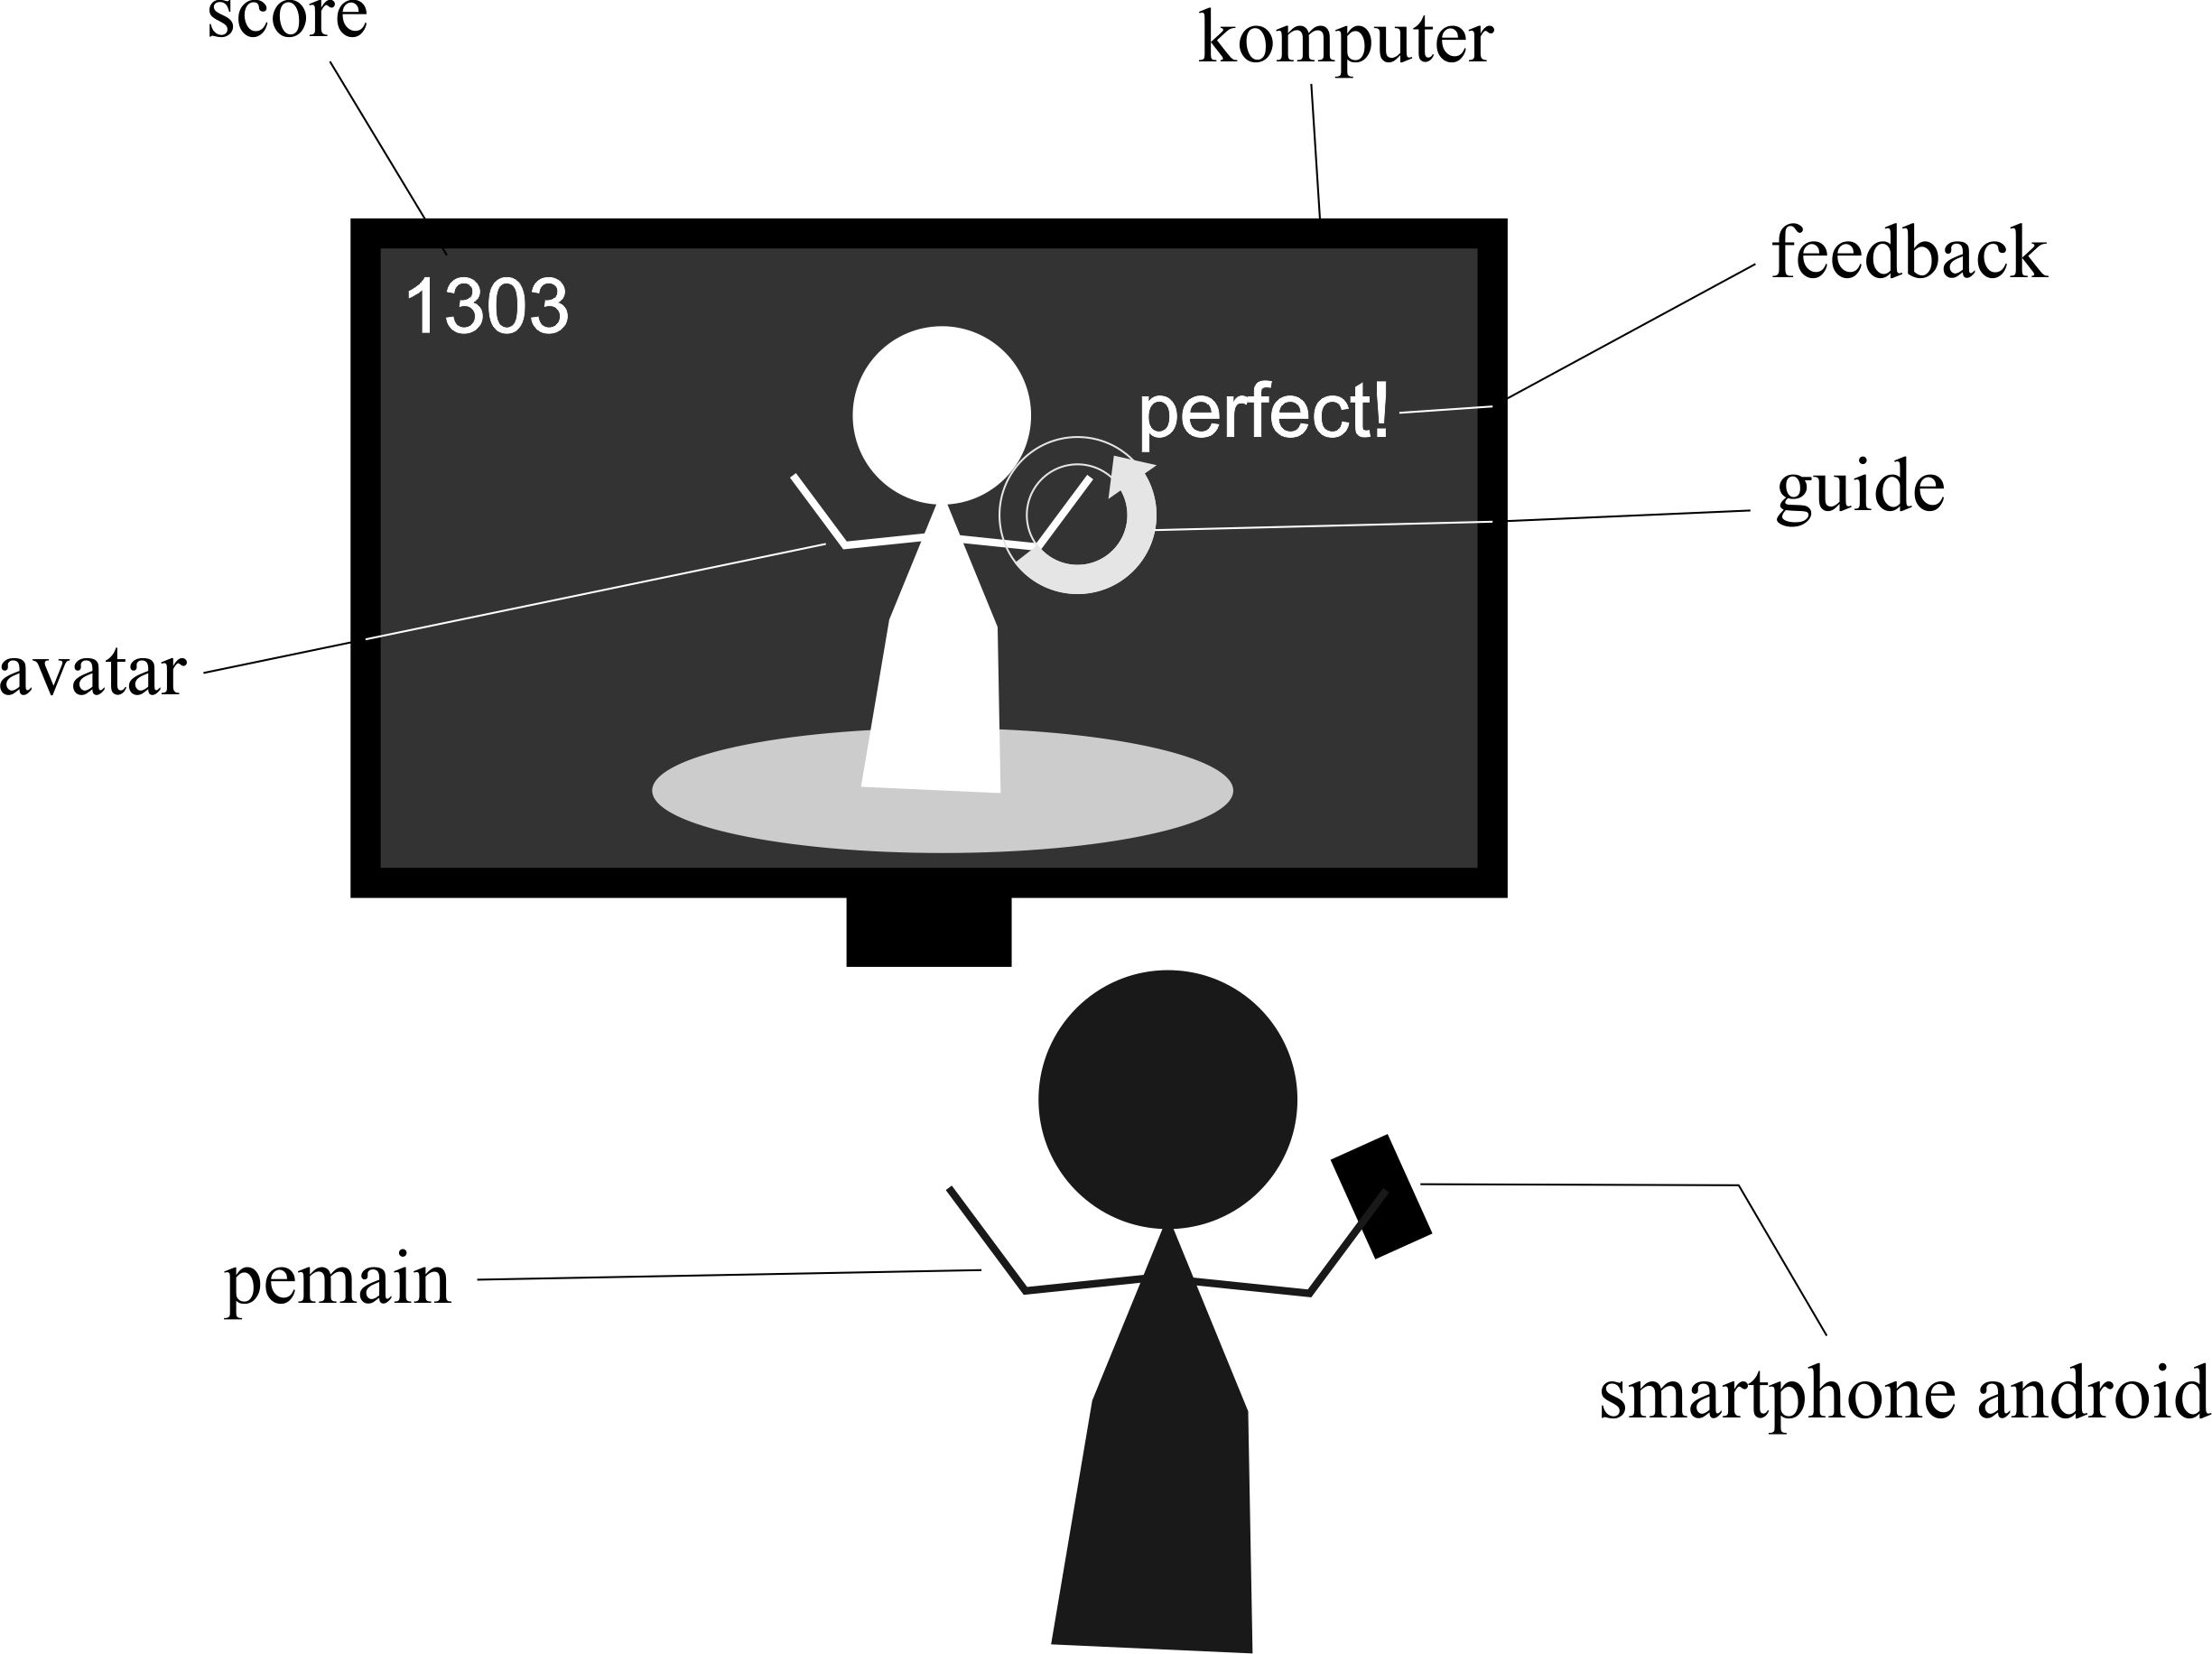 score
komputer
feedback
1303
perfect!
guide
avatar
pemain
smartphone android